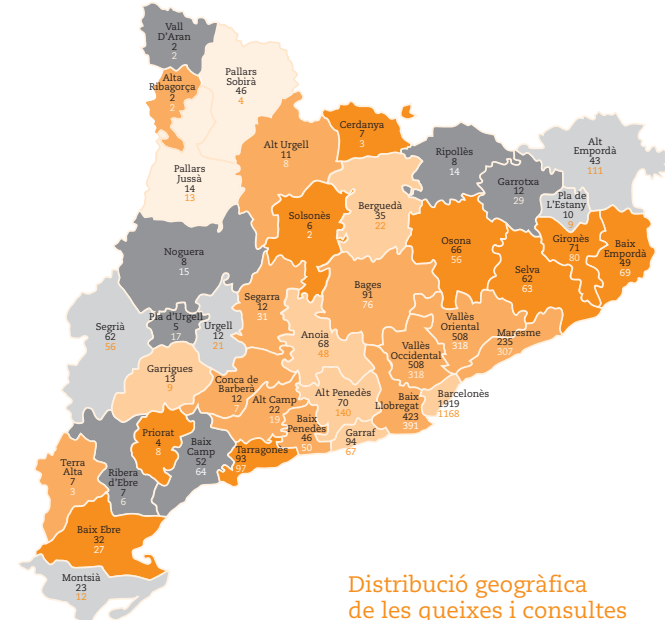 Vall
D'Aran
2
2
Alta
Ribagorça
2
2
Pallars
Sobirà
46
4
Pallars
Jussà
14
13
Alt Urgell
11
8
Cerdanya
7
3
Ripollès
8
14
Alt
Empordà
43
111
Garrotxa
12
29
Pla de
L'Estany
10
9
Berguedà
35
22
Solsonès
6
2
Osona
66
56
Gironès
71
80
Baix
Empordà
49
69
Selva
62
63
Noguera
8
15
Bages
91
76
Segarra
12
31
Segrià
62
56
Pla d'Urgell
5
17
Urgell
12
21
Anoia
68
48
Vallès
Oriental
508
318
Maresme
235
307
Vallès
Occidental
508
318
Garrigues
13
9
Conca de
Barberà
12
7
Alt Camp
22
19
Alt Penedès
70
140
Baix
Llobregat
423
391
Barcelonès
1919
1168
Baix
Penedès
46
50
Garraf
94
67
Priorat
4
8
Baix
Camp
52
64
Tarragonès
93
97
Terra
Alta
7
3
Ribera
d'Ebre
7
6
Baix Ebre
32
27
Montsià
23
12
Distribució geogràfica
de les queixes i consultes